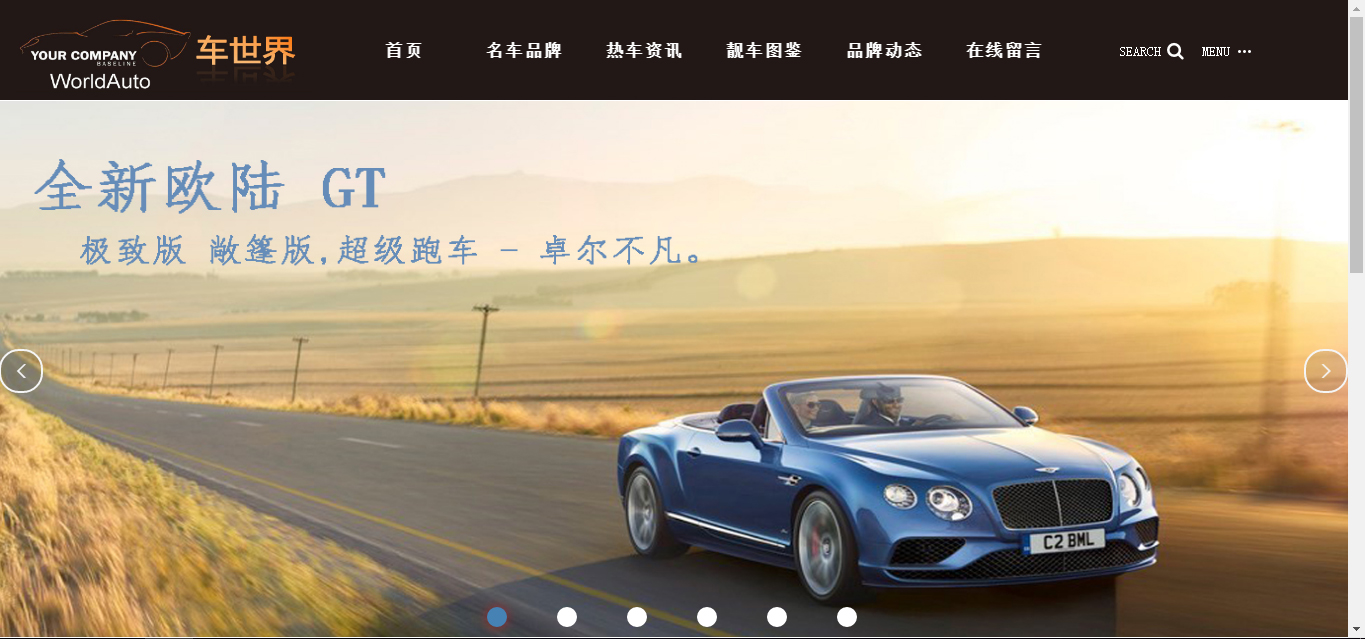 YOUR COMPANY
BASELINE
WorldAuto
车世界
首页 名车品牌 热车资讯 靓车图鉴 品牌动态 在线留言 SEARCH MENU
全新欧陆 GT
极致版 敞篷版,超级跑车 - 卓尔不凡。
C2 BML